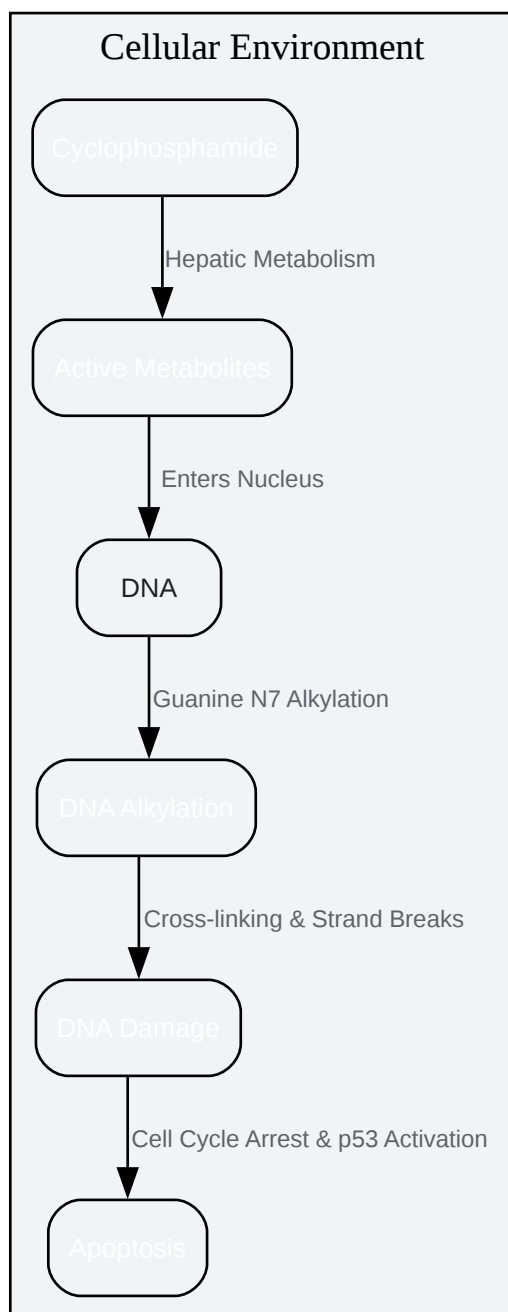 Cellular Environment
Cyclophosphamide
Hepatic Metabolism
Active Metabolites
Enters Nucleus
DNA
Guanine N7 Alkylation
DNA Alkylation
Cross-linking & Strand Breaks
DNA Damage
Cell Cycle Arrest & p53 Activation
Apoptosis